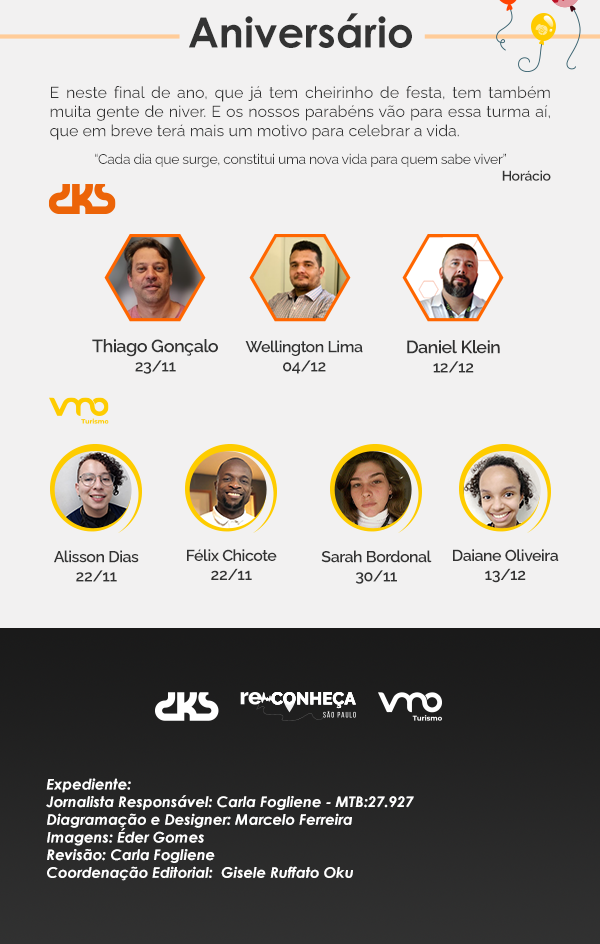 Aniversário
E neste final de ano, que já tem cheirinho de festa, tem também
muita gente de niver. E os nossos parabéns vão para essa turma aí,
que em breve terá mais um motivo para celebrar a vida.
“Cada dia que surge, constitui uma nova vida para quem sabe viver”
Horácio
DKS
Thiago Gonçalo
23/11
Wellington Lima
04/12
Daniel Klein
12/12
vmo
Turismo
Alisson Dias
22/11
Félix Chicote
22/11
Sarah Bordonal
30/11
Daiane Oliveira
13/12
DKS
re-CONHEÇA
SÃO PAULO
vmo
Turismo
Expediente:
Jornalista Responsável: Carla Fogliene - MTB:27.927
Diagramação e Designer: Marcelo Ferreira
Imagens: Éder Gomes
Revisão: Carla Fogliene
Coordenação Editorial:  Gisele Ruffato Oku